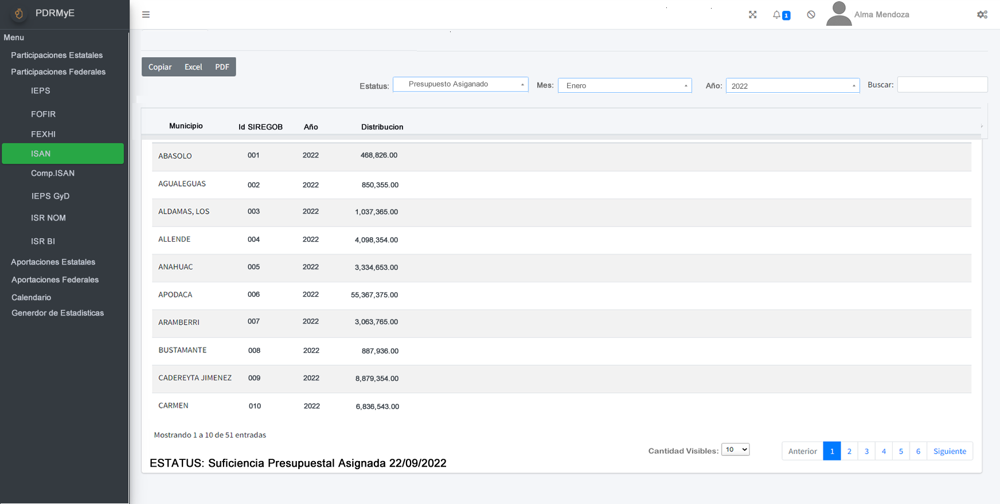 PDRMyE
1
Alma Mendoza
Menu
Participaciones Estatales
Participaciones Federales
IEPS
FOFIR
FEXHI
ISAN
Comp.ISAN
IEPS GyD
ISR NOM
ISR BI
Aportaciones Estatales
Aportaciones Federales
Calendario
Generdor de Estadisticas
Copiar Excel PDF
Estatus: Presupuesto Asiganado Mes: Enero Año: 2022 Buscar:
Municipio Id SIREGOB Año Distribucion
ABASOLO 001 2022 468,826.00
AGUALEGUAS 002 2022 850,355.00
ALDAMAS, LOS 003 2022 1,037,365.00
ALLENDE 004 2022 4,098,354.00
ANAHUAC 005 2022 3,334,653.00
APODACA 006 2022 55,367,375.00
ARAMBERRI 007 2022 3,063,765.00
BUSTAMANTE 008 2022 887,936.00
CADEREYTA JIMENEZ 009 2022 8,879,354.00
CARMEN 010 2022 6,836,543.00
Mostrando 1 a 10 de 51 entradas
Cantidad Visibles: 10 Anterior 1 2 3 4 5 6 Siguiente
ESTATUS: Suficiencia Presupuestal Asignada 22/09/2022